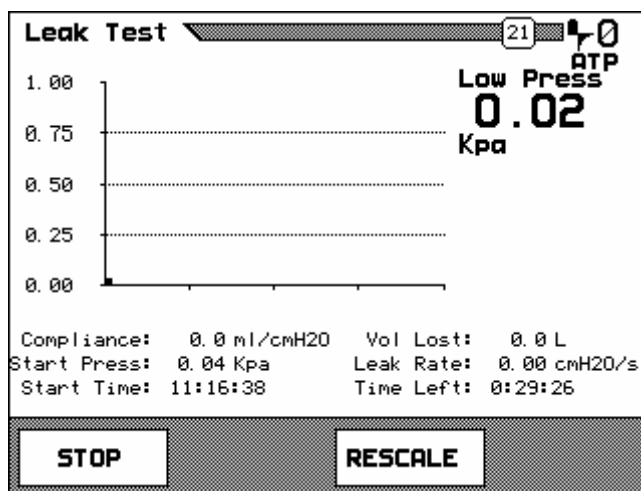 Leak Test 21 0
ATP
Low Press
0.02
Kpa
1.00
0.75
0.50
0.25
0.00
Compliance: 0.0 ml/cmH2O Vol Lost: 0.0 L
Start Press: 0.04 Kpa Leak Rate: 0.00 cmH2O/s
Start Time: 11:16:38 Time Left: 0:29:26
STOP RESCALE